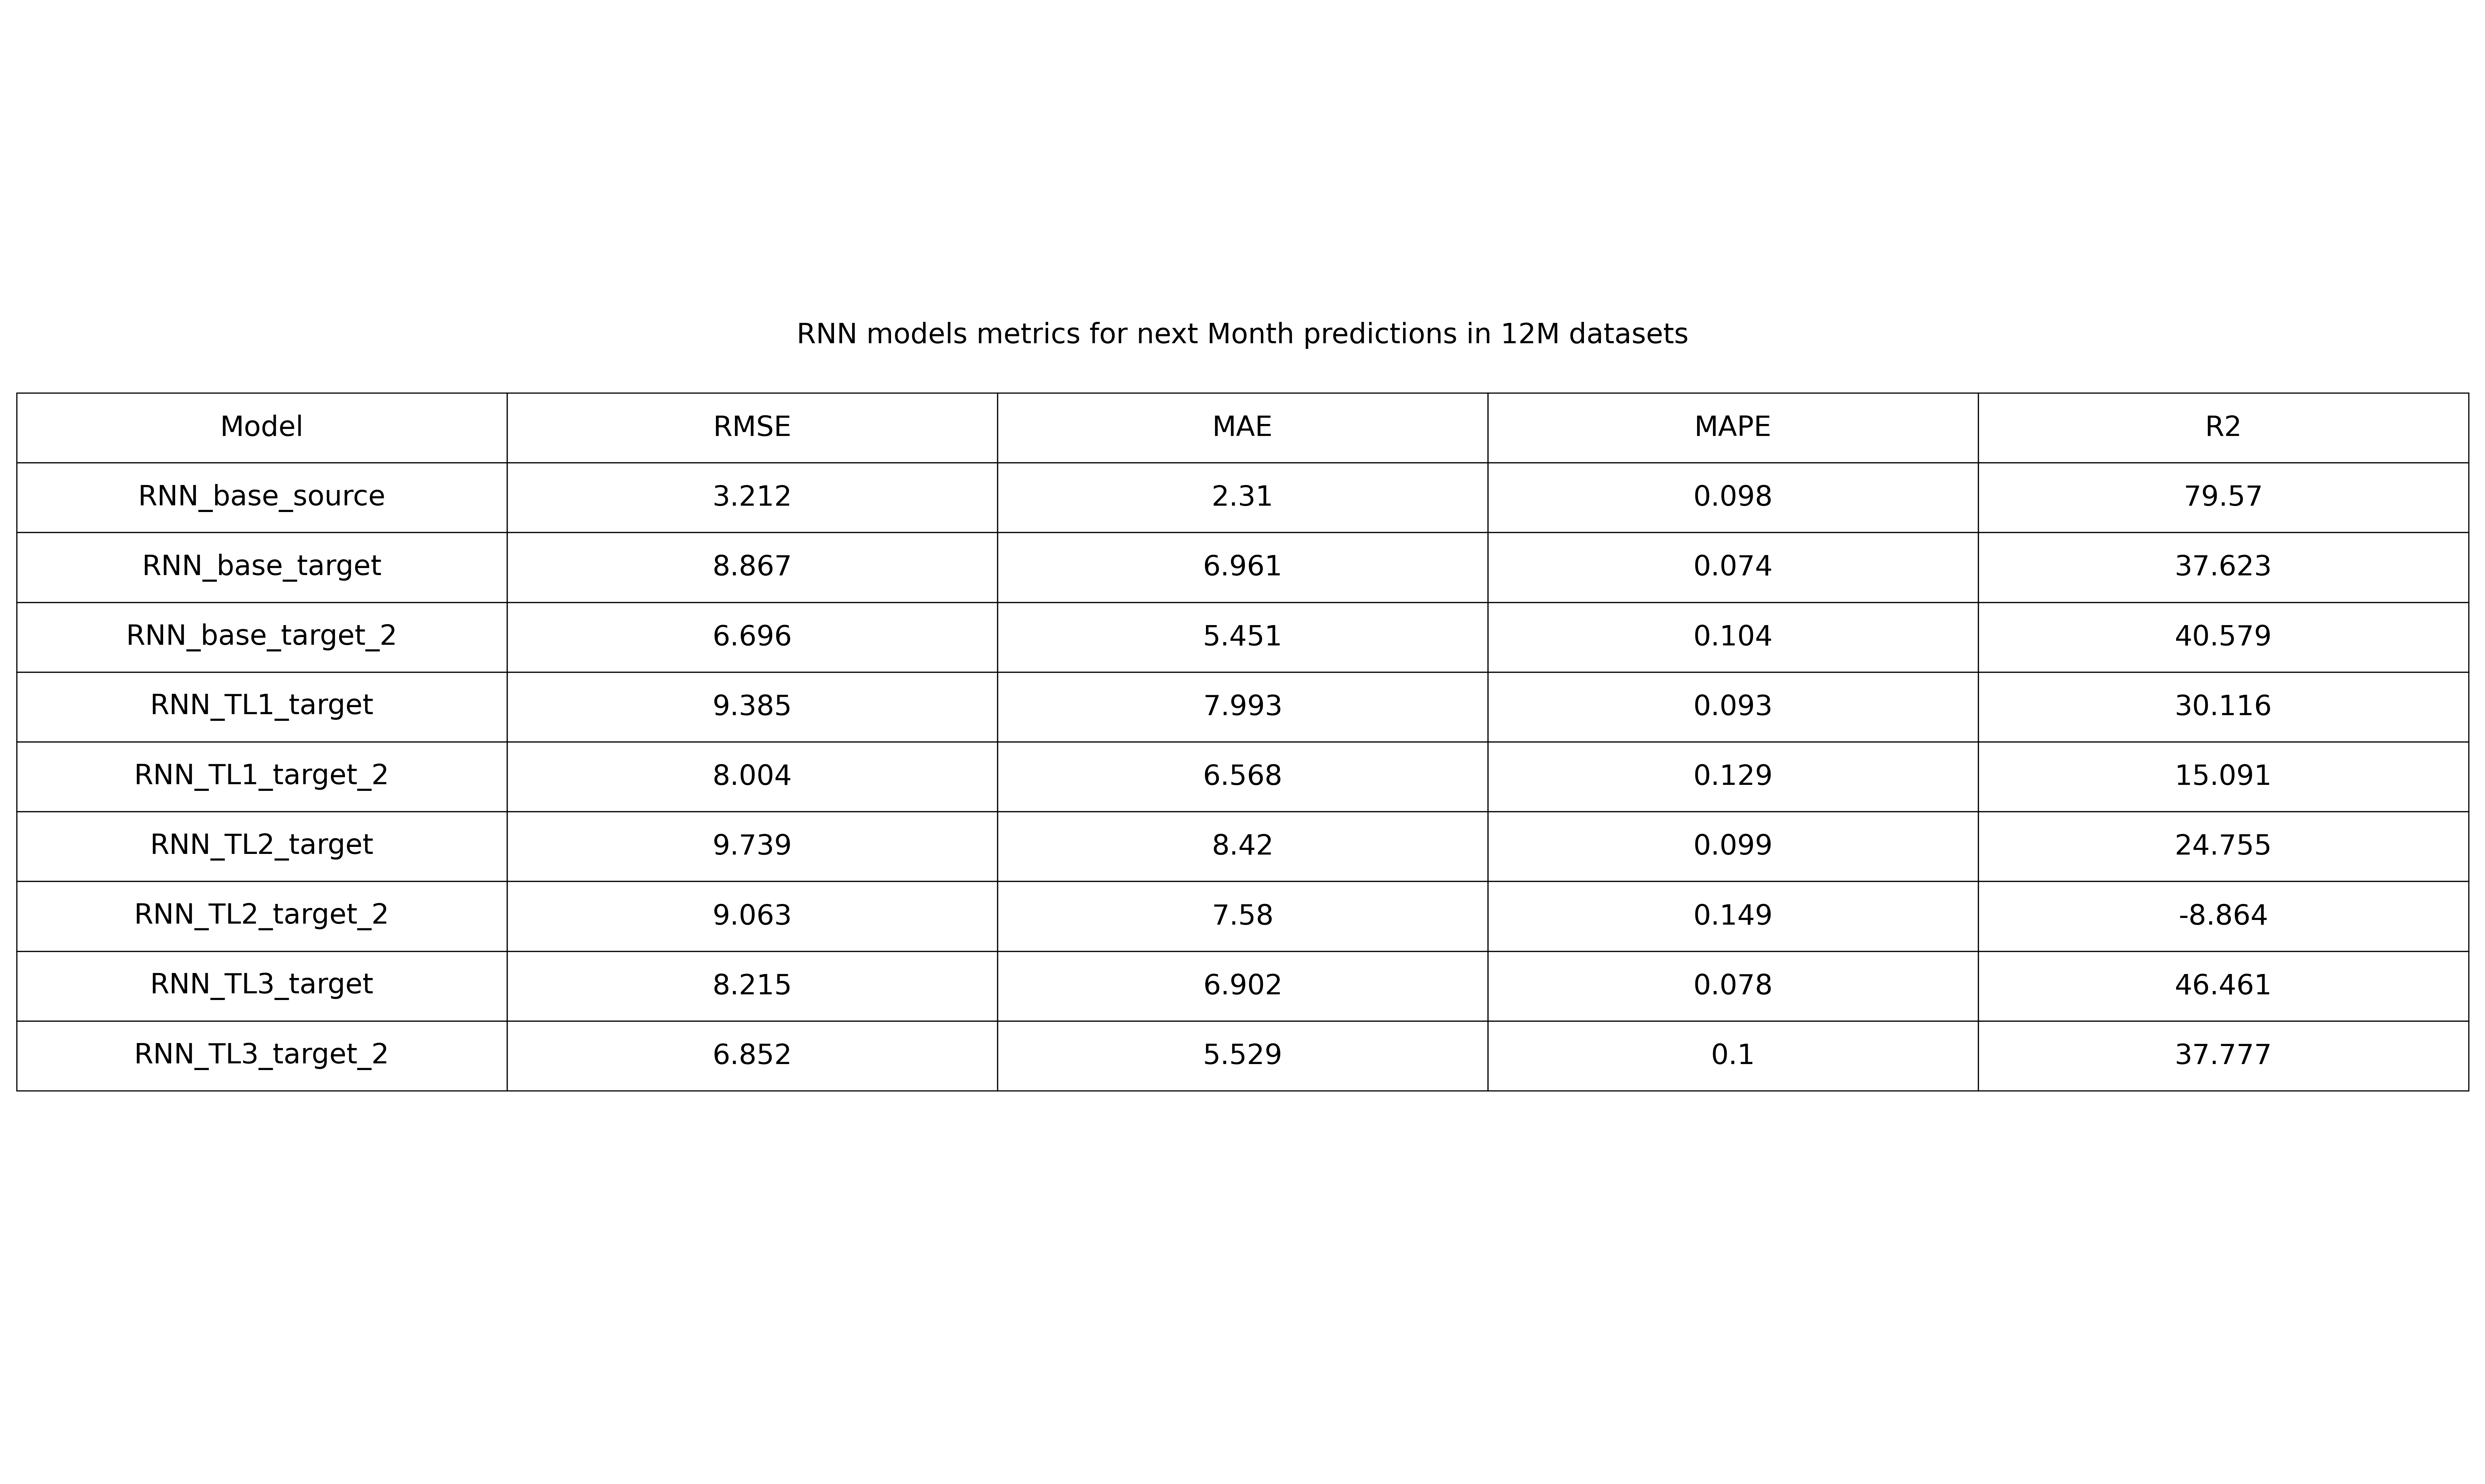 RNN models metrics for next Month predictions in 12M datasets
Model RMSE MAE MAPE R2
RNN_base_source 3.212 2.31 0.098 79.57
RNN_base_target 8.867 6.961 0.074 37.623
RNN_base_target_2 6.696 5.451 0.104 40.579
RNN_TL1_target 9.385 7.993 0.093 30.116
RNN_TL1_target_2 8.004 6.568 0.129 15.091
RNN_TL2_target 9.739 8.42 0.099 24.755
RNN_TL2_target_2 9.063 7.58 0.149 -8.864
RNN_TL3_target 8.215 6.902 0.078 46.461
RNN_TL3_target_2 6.852 5.529 0.1 37.777